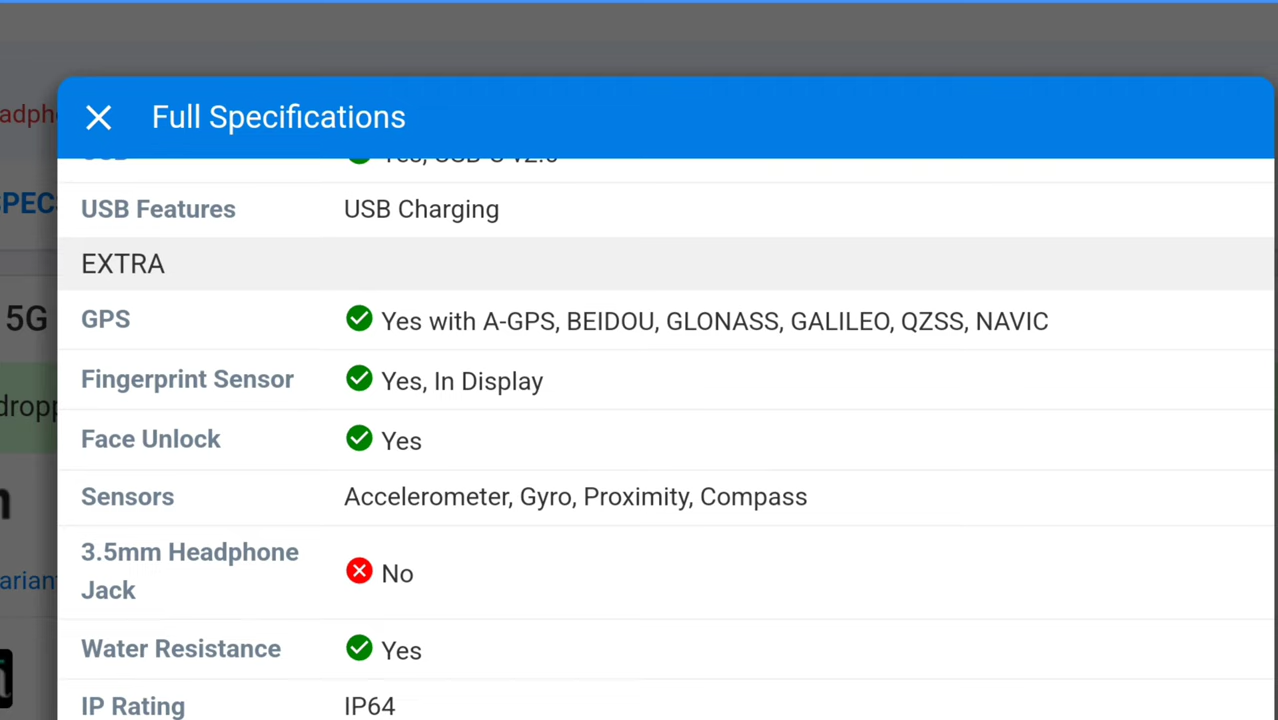 Full Specifications
USB Features USB Charging
EXTRA
5G
GPS Yes with A-GPS, BEIDOU, GLONASS, GALILEO, QZSS, NAVIC
Fingerprint Sensor Yes, In Display
Face Unlock Yes
Sensors Accelerometer, Gyro, Proximity, Compass
3.5mm Headphone
Jack
No
Water Resistance Yes
IP Rating IP64